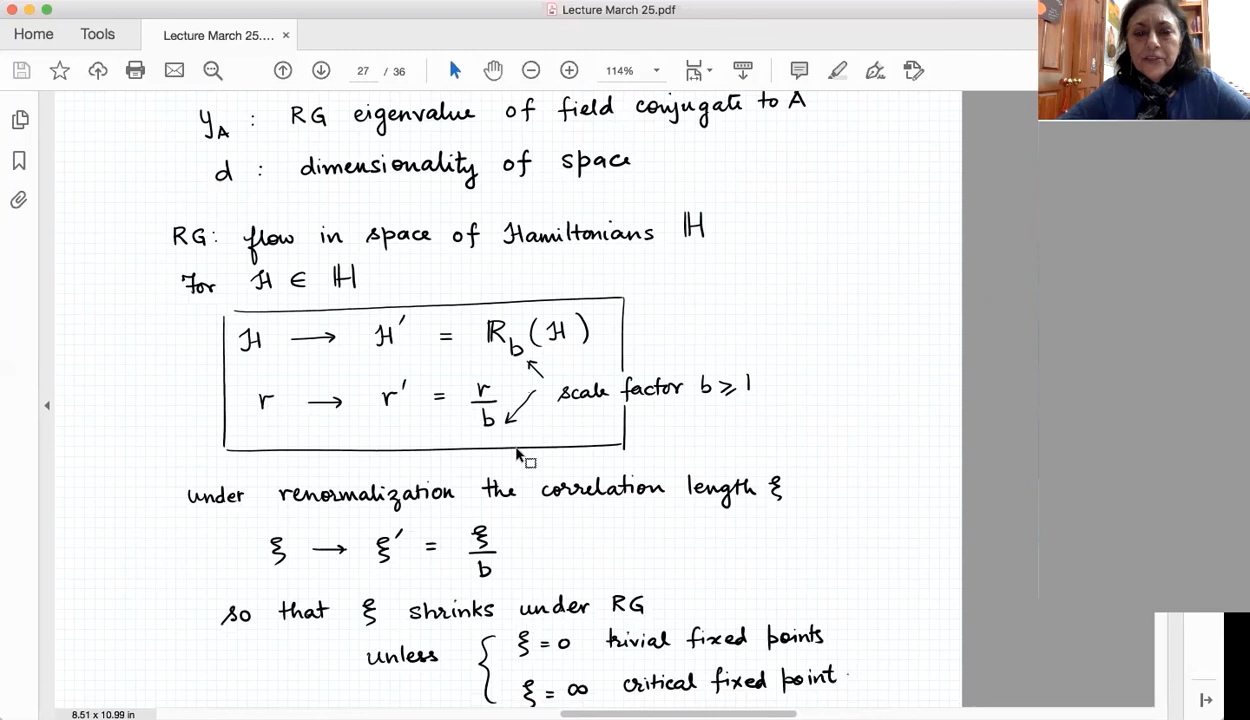 Lecture March 25.pdf
Home Tools Lecture March 25.... ×
27 / 36 114%
y_A : RG eigenvalue of field conjugate to A
d : dimensionality of space
RG: flow in space of Hamiltonians ℍ
For ℋ ∈ ℍ
ℋ → ℋ' = ℝ_b (ℋ)
r → r' = r/b scale factor b ⩾ 1
under renormalization the correlation length ξ
ξ → ξ' = ξ/b
so that ξ shrinks under RG
unless { ξ = 0 trivial fixed points
ξ = ∞ critical fixed point
8.51 x 10.99 in